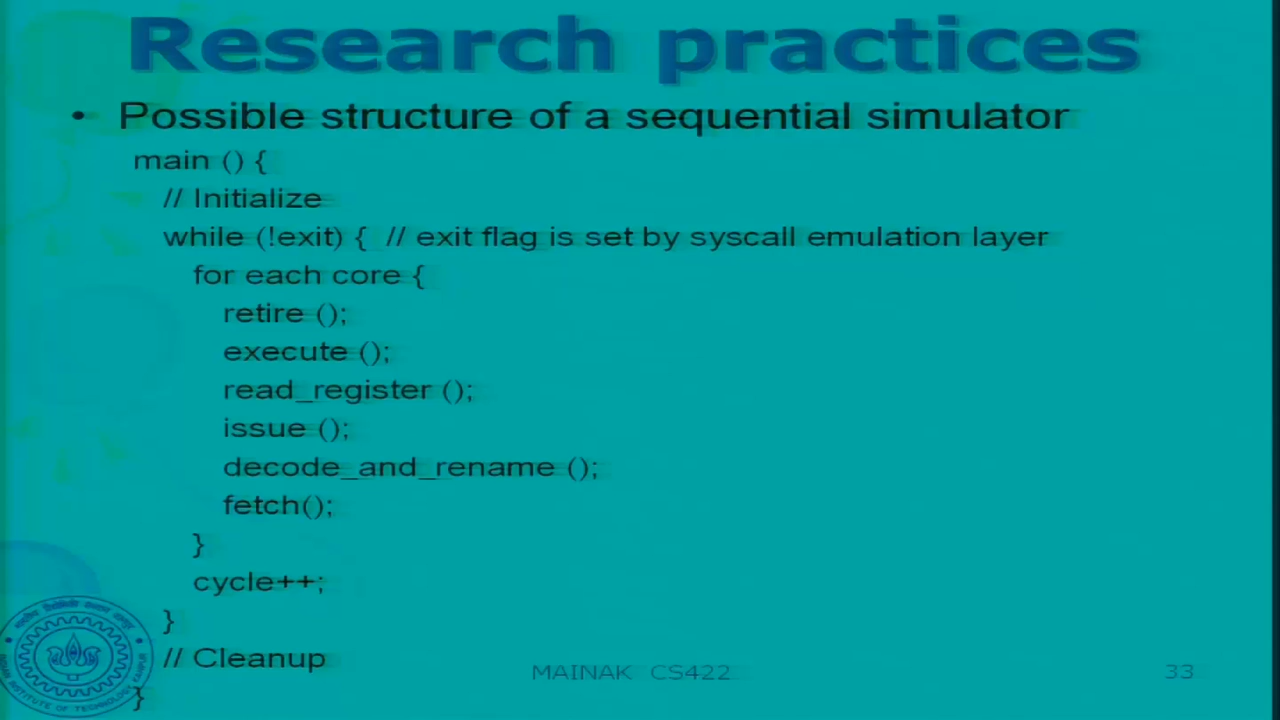 Research practices
• Possible structure of a sequential simulator
main () {
// Initialize
while (!exit) { // exit flag is set by syscall emulation layer
for each core {
retire ();
execute ();
read_register ();
issue ();
decode_and_rename ();
fetch();
}
cycle++;
}
// Cleanup
}
MAINAK CS422
33